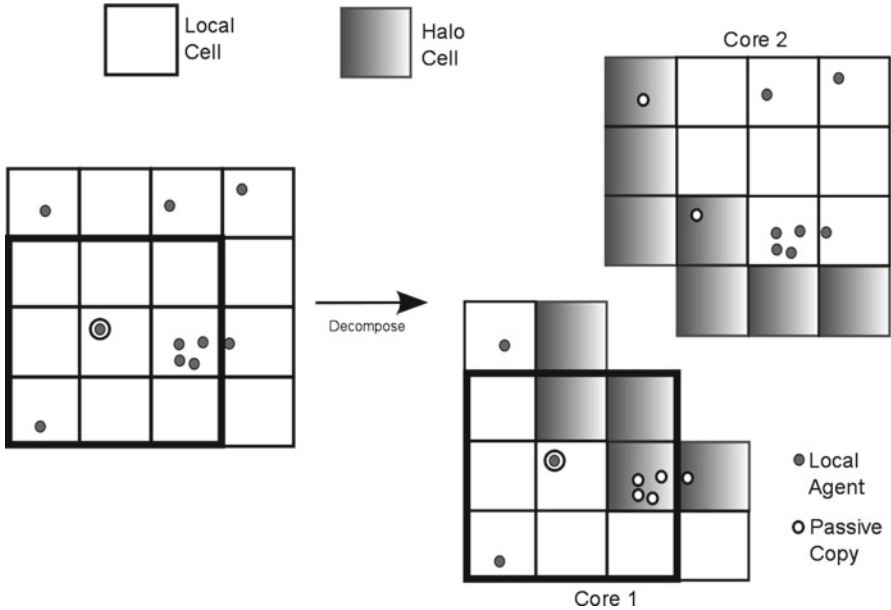 Local
Cell
Halo
Cell
Core 2
Decompose
Local
Agent
Passive
Copy
Core 1